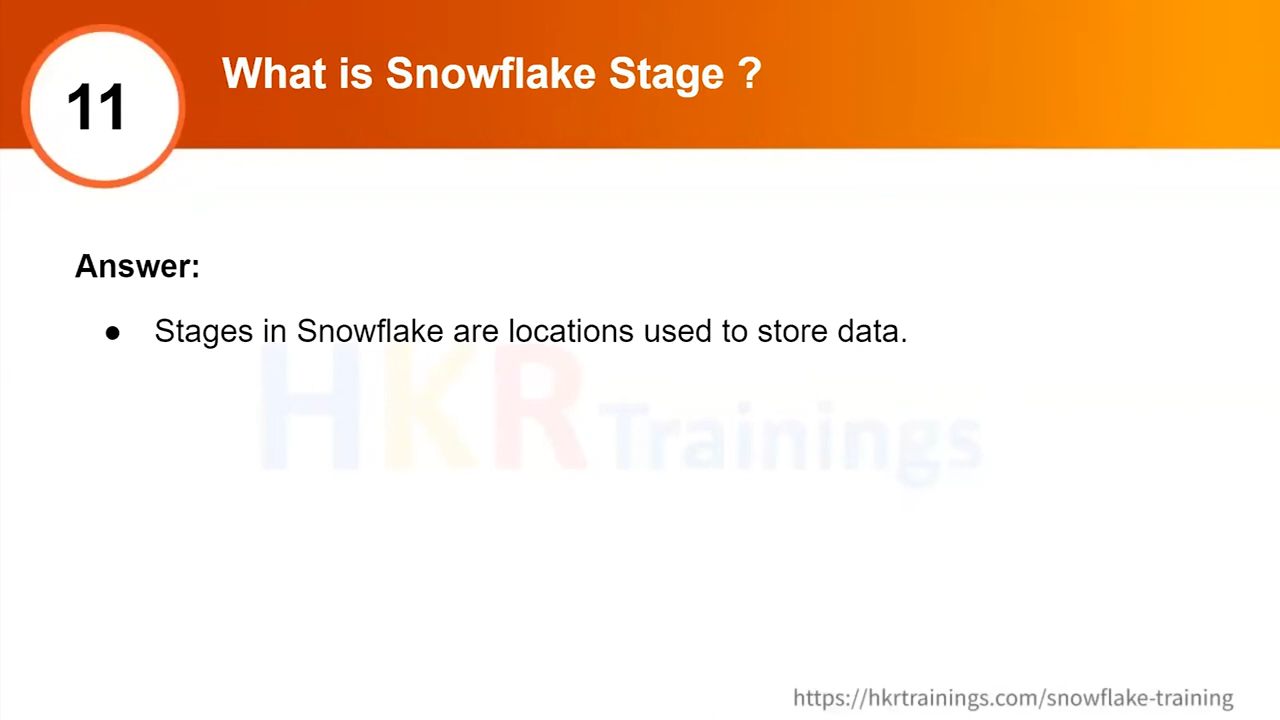 11
What is Snowflake Stage ?
Answer:
● Stages in Snowflake are locations used to store data.
HKR Trainings
https://hkrtrainings.com/snowflake-training